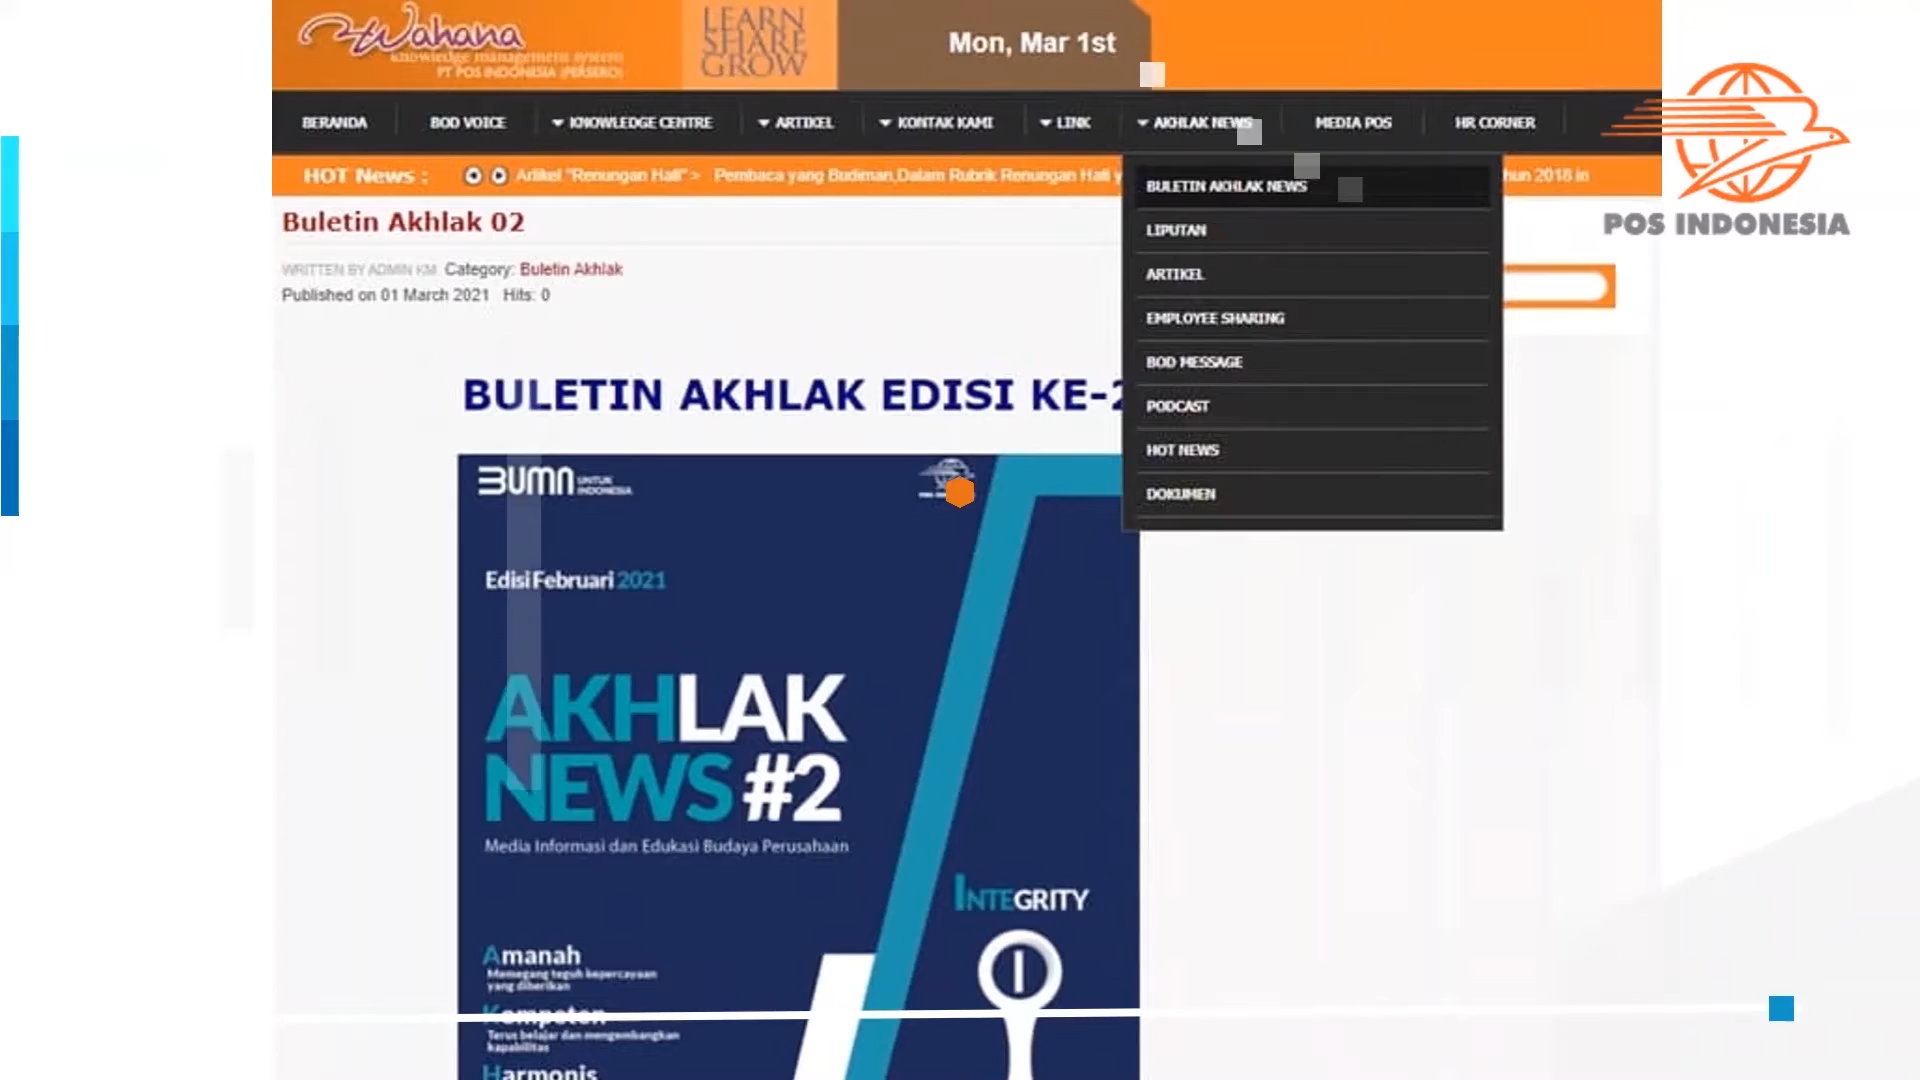 Wahana
knowledge management system
PT POS INDONESIA (PERSERO)
LEARN
SHARE
GROW
Mon, Mar 1st
POS INDONESIA
BERANDA
BOD VOICE
KNOWLEDGE CENTRE
ARTIKEL
KONTAK KAMI
LINK
AKHLAK NEWS
MEDIA POS
HR CORNER
HOT News :
Artikel "Renungan Hati" > Pembaca yang Budiman,Dalam Rubrik Renungan Hati
2018 in
BULETIN AKHLAK NEWS
LIPUTAN
ARTIKEL
EMPLOYEE SHARING
BOD MESSAGE
PODCAST
HOT NEWS
DOKUMEN
Buletin Akhlak 02
WRITTEN BY ADMIN KM Category: Buletin Akhlak
Published on 01 March 2021 Hits: 0
BULETIN AKHLAK EDISI KE-2
BUMN UNTUK
INDONESIA
Edisi Februari 2021
AKHLAK
NEWS #2
Media Informasi dan Edukasi Budaya Perusahaan
INTEGRITY
Amanah
Memegang teguh kepercayaan
yang diberikan
Kompeten
Terus belajar dan mengembangkan
kapabilitas
Harmonis